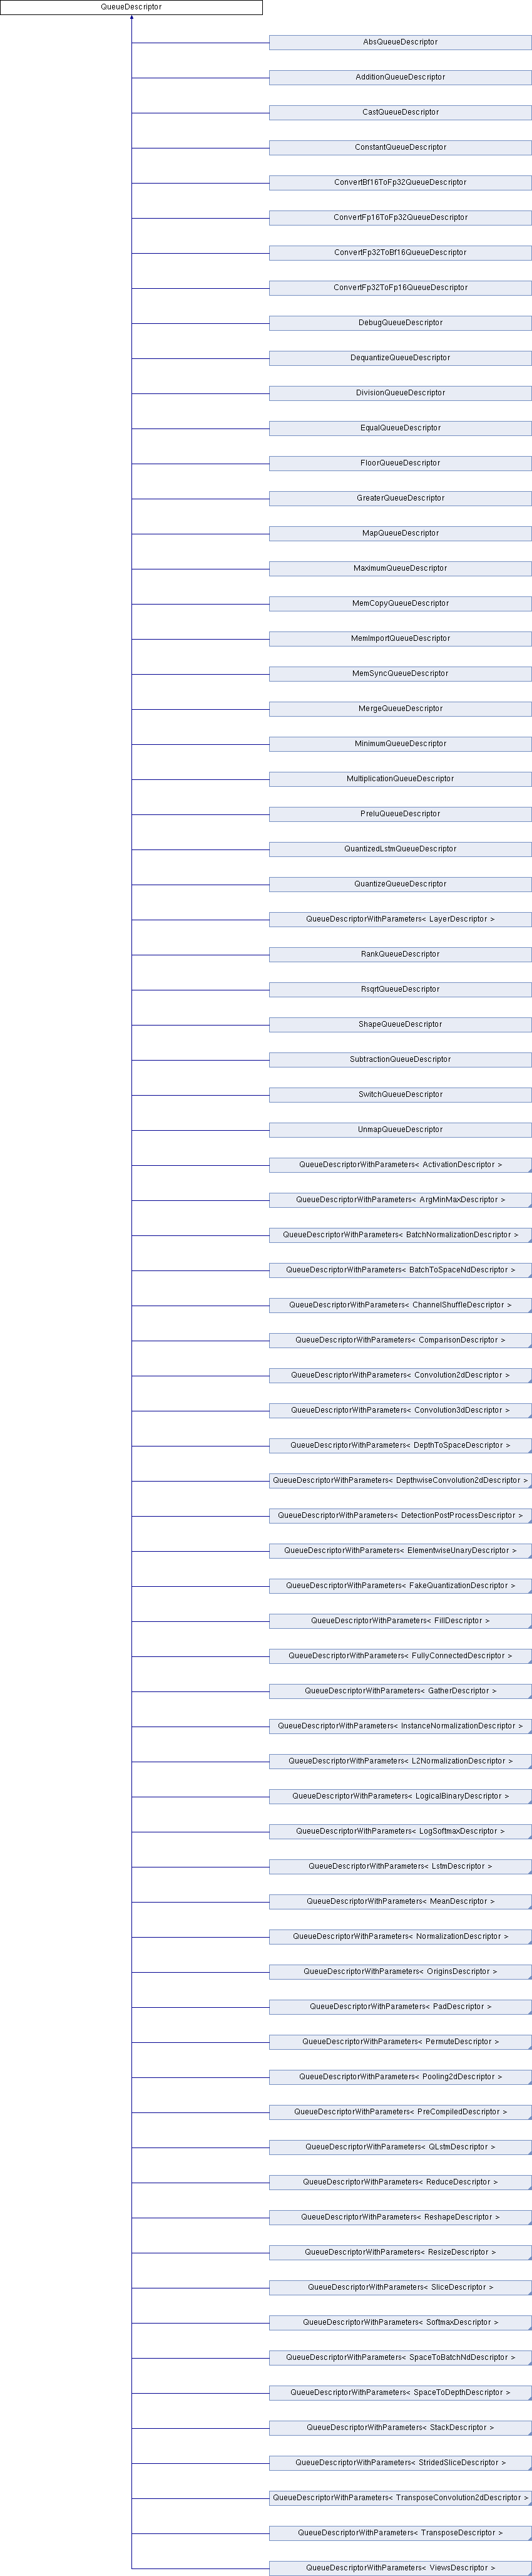 QueueDescriptor
AbsQueueDescriptor
AdditionQueueDescriptor
CastQueueDescriptor
ConstantQueueDescriptor
ConvertBf16ToFp32QueueDescriptor
ConvertFp16ToFp32QueueDescriptor
ConvertFp32ToBf16QueueDescriptor
ConvertFp32ToFp16QueueDescriptor
DebugQueueDescriptor
DequantizeQueueDescriptor
DivisionQueueDescriptor
EqualQueueDescriptor
FloorQueueDescriptor
GreaterQueueDescriptor
MapQueueDescriptor
MaximumQueueDescriptor
MemCopyQueueDescriptor
MemImportQueueDescriptor
MemSyncQueueDescriptor
MergeQueueDescriptor
MinimumQueueDescriptor
MultiplicationQueueDescriptor
PreluQueueDescriptor
QuantizedLstmQueueDescriptor
QuantizeQueueDescriptor
QueueDescriptorWithParameters< LayerDescriptor >
RankQueueDescriptor
RsqrtQueueDescriptor
ShapeQueueDescriptor
SubtractionQueueDescriptor
SwitchQueueDescriptor
UnmapQueueDescriptor
QueueDescriptorWithParameters< ActivationDescriptor >
QueueDescriptorWithParameters< ArgMinMaxDescriptor >
QueueDescriptorWithParameters< BatchNormalizationDescriptor >
QueueDescriptorWithParameters< BatchToSpaceNdDescriptor >
QueueDescriptorWithParameters< ChannelShuffleDescriptor >
QueueDescriptorWithParameters< ComparisonDescriptor >
QueueDescriptorWithParameters< Convolution2dDescriptor >
QueueDescriptorWithParameters< Convolution3dDescriptor >
QueueDescriptorWithParameters< DepthToSpaceDescriptor >
QueueDescriptorWithParameters< DepthwiseConvolution2dDescriptor >
QueueDescriptorWithParameters< DetectionPostProcessDescriptor >
QueueDescriptorWithParameters< ElementwiseUnaryDescriptor >
QueueDescriptorWithParameters< FakeQuantizationDescriptor >
QueueDescriptorWithParameters< FillDescriptor >
QueueDescriptorWithParameters< FullyConnectedDescriptor >
QueueDescriptorWithParameters< GatherDescriptor >
QueueDescriptorWithParameters< InstanceNormalizationDescriptor >
QueueDescriptorWithParameters< L2NormalizationDescriptor >
QueueDescriptorWithParameters< LogicalBinaryDescriptor >
QueueDescriptorWithParameters< LogSoftmaxDescriptor >
QueueDescriptorWithParameters< LstmDescriptor >
QueueDescriptorWithParameters< MeanDescriptor >
QueueDescriptorWithParameters< NormalizationDescriptor >
QueueDescriptorWithParameters< OriginsDescriptor >
QueueDescriptorWithParameters< PadDescriptor >
QueueDescriptorWithParameters< PermuteDescriptor >
QueueDescriptorWithParameters< Pooling2dDescriptor >
QueueDescriptorWithParameters< PreCompiledDescriptor >
QueueDescriptorWithParameters< QLstmDescriptor >
QueueDescriptorWithParameters< ReduceDescriptor >
QueueDescriptorWithParameters< ReshapeDescriptor >
QueueDescriptorWithParameters< ResizeDescriptor >
QueueDescriptorWithParameters< SliceDescriptor >
QueueDescriptorWithParameters< SoftmaxDescriptor >
QueueDescriptorWithParameters< SpaceToBatchNdDescriptor >
QueueDescriptorWithParameters< SpaceToDepthDescriptor >
QueueDescriptorWithParameters< StackDescriptor >
QueueDescriptorWithParameters< StridedSliceDescriptor >
QueueDescriptorWithParameters< TransposeConvolution2dDescriptor >
QueueDescriptorWithParameters< TransposeDescriptor >
QueueDescriptorWithParameters< ViewsDescriptor >